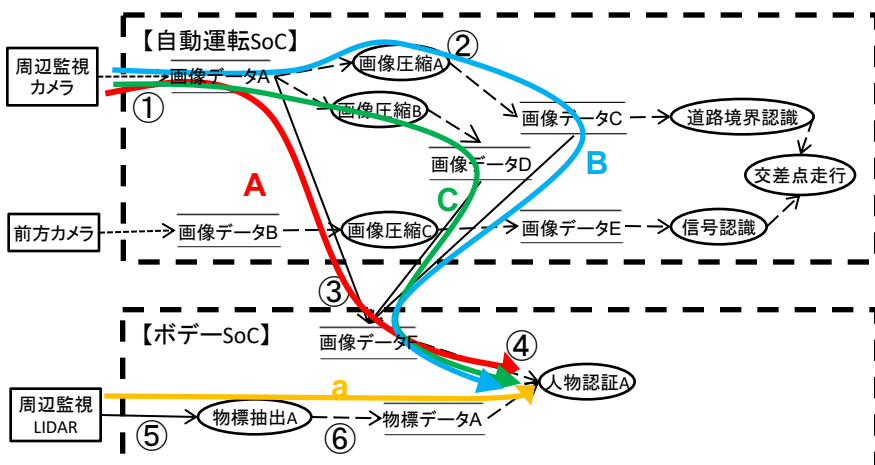 【自動運転SoC】
②
周辺監視
カメラ
画像データA
画像圧縮A
①
画像圧縮B
画像データC
道路境界認識
画像データD
B
A
C
交差点走行
前方カメラ
画像データB
画像圧縮C
画像データE
信号認識
③
【ボデーSoC】
画像データF
④
人物認証A
a
周辺監視
LIDAR
物標抽出A
物標データA
⑤
⑥